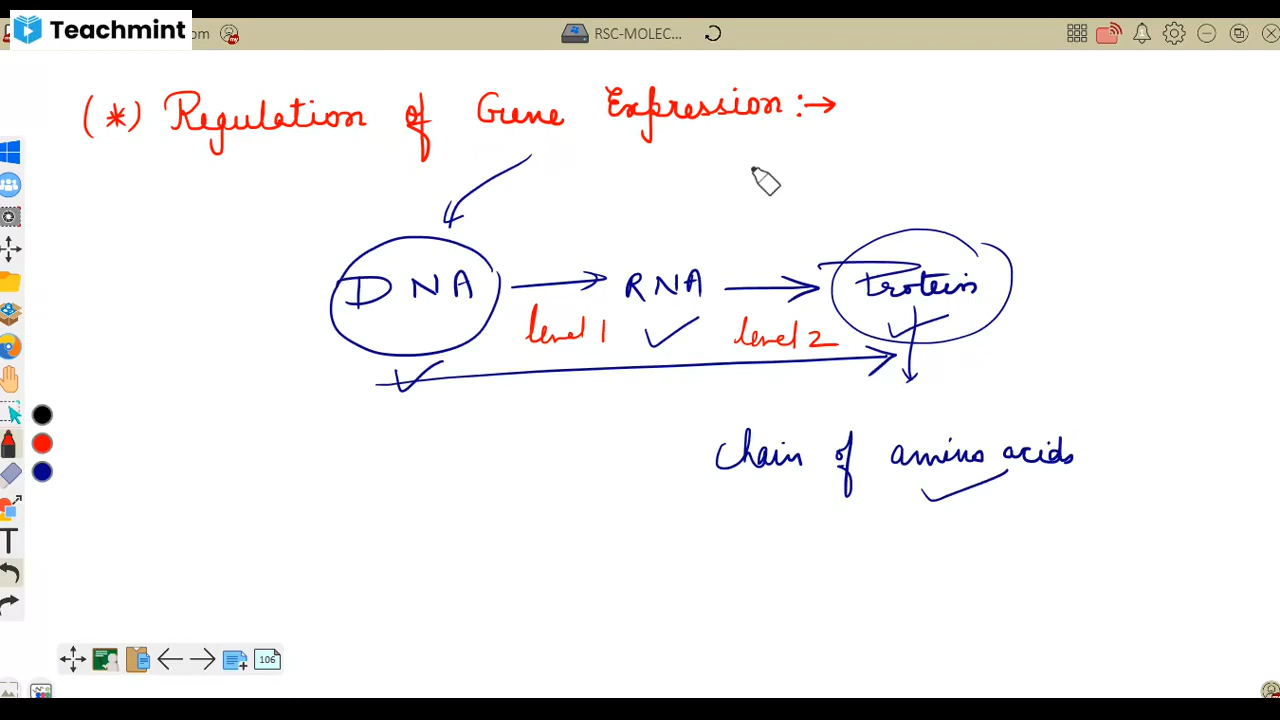 Teachmint
om
RSC-MOLEC...
(*) Regulation of Gene Expression :→
DNA → RNA → Protein
level 1 level 2
chain of amino acids
T
106